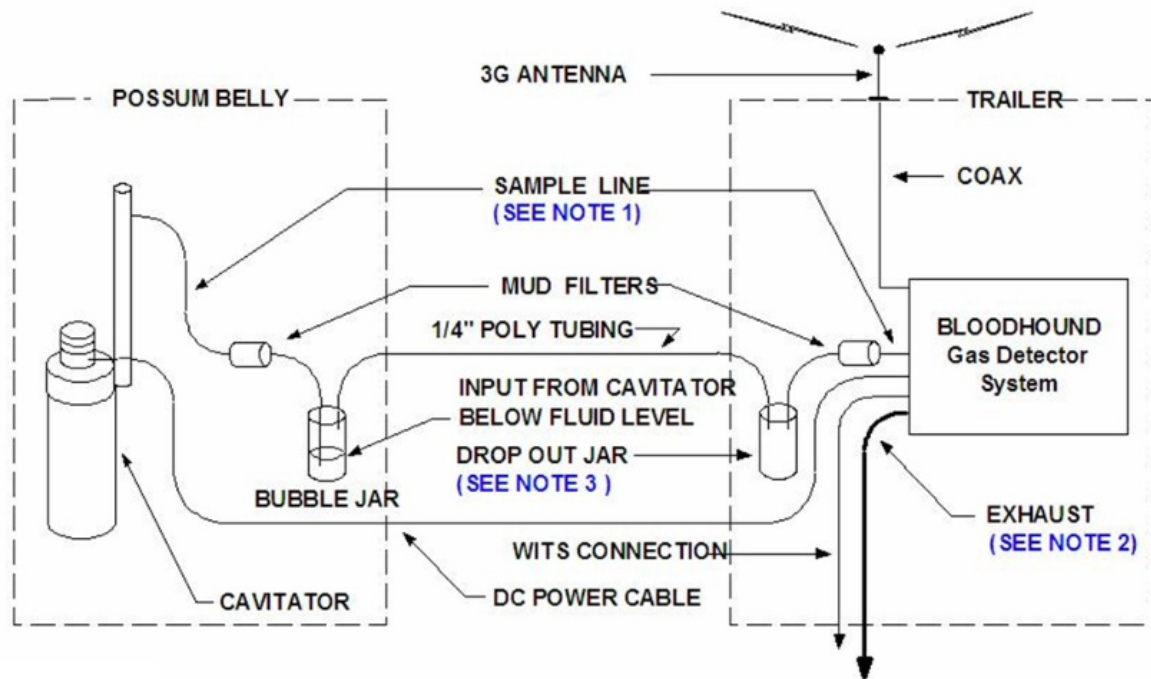 3G ANTENNA
POSSUM BELLY
TRAILER
SAMPLE LINE
(SEE NOTE 1)
COAX
MUD FILTERS
1/4" POLY TUBING
BLOODHOUND
Gas Detector
System
INPUT FROM CAVITATOR
BELOW FLUID LEVEL
DROP OUT JAR
(SEE NOTE 3 )
BUBBLE JAR
EXHAUST
(SEE NOTE 2)
WITS CONNECTION
CAVITATOR
DC POWER CABLE